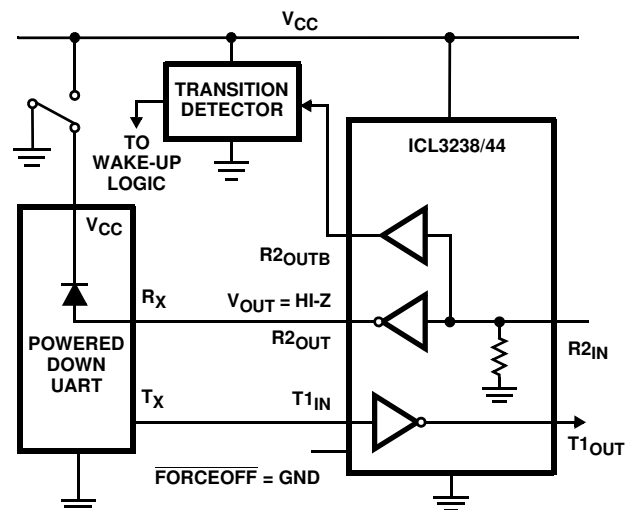 VCC
TRANSITION
DETECTOR
TO
WAKE-UP
LOGIC
ICL3238/44
VCC
R2OUTB
RX
VOUT = HI-Z
R2OUT
R2IN
POWERED
DOWN
UART
TX
T1IN
T1OUT
FORCEOFF = GND